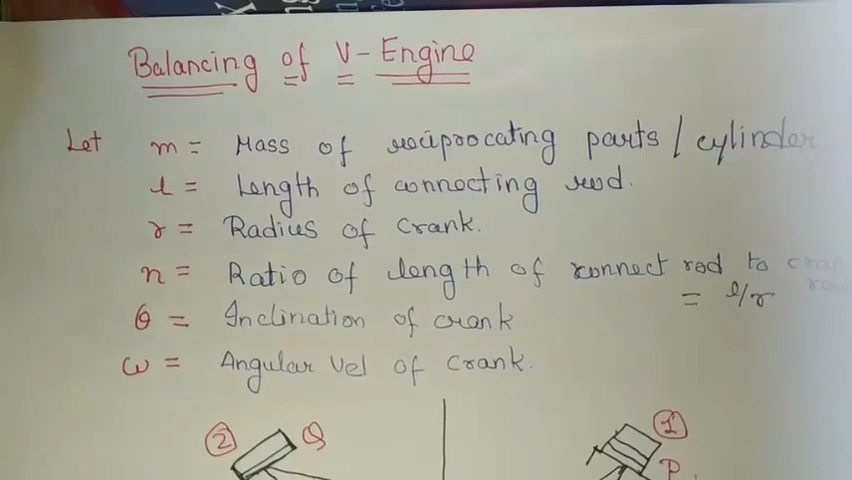 Balancing of V-Engine
Let m = Mass of reciprocating parts / cylinder
l = Length of connecting rod.
r = Radius of crank.
n = Ratio of length of connect rod to
= l/r
θ = Inclination of crank
ω = Angular Vel of crank.
2 Q
1
P